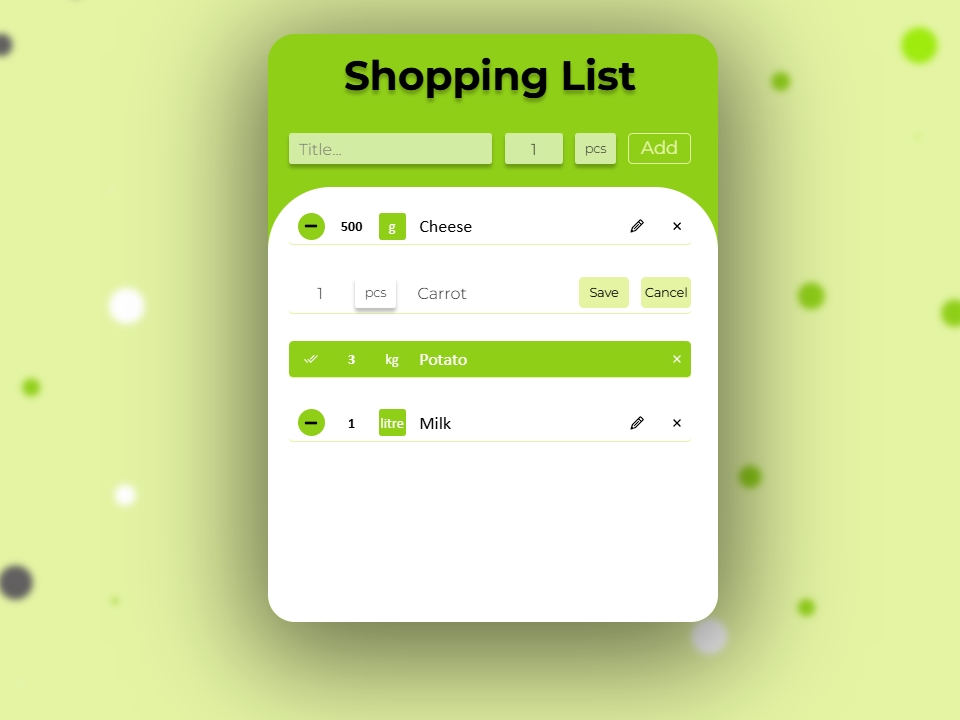 Shopping List
Title... 1 pcs Add
500 g Cheese
1 pcs Carrot Save Cancel
3 kg Potato
1 litre Milk